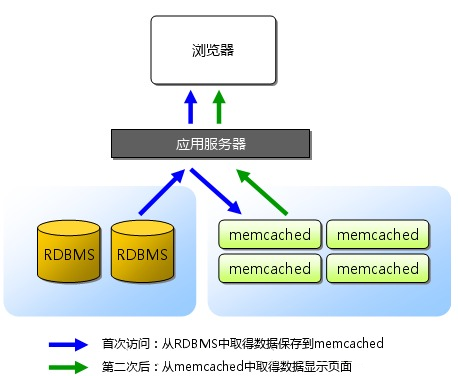 浏览器
应用服务器
RDBMS RDBMS
memcached memcached
memcached memcached
首次访问：从RDBMS中取得数据保存到memcached
第二次后：从memcached中取得数据显示页面